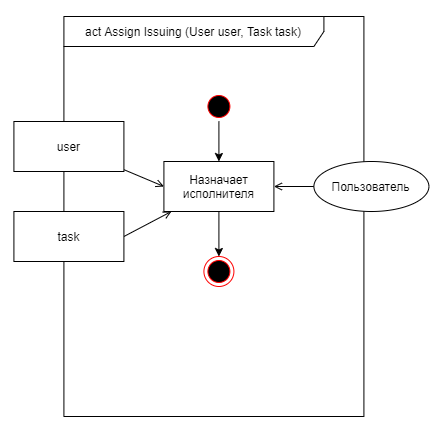 act Assign Issuing (User user, Task task)
user
Назначает
исполнителя
Пользователь
task